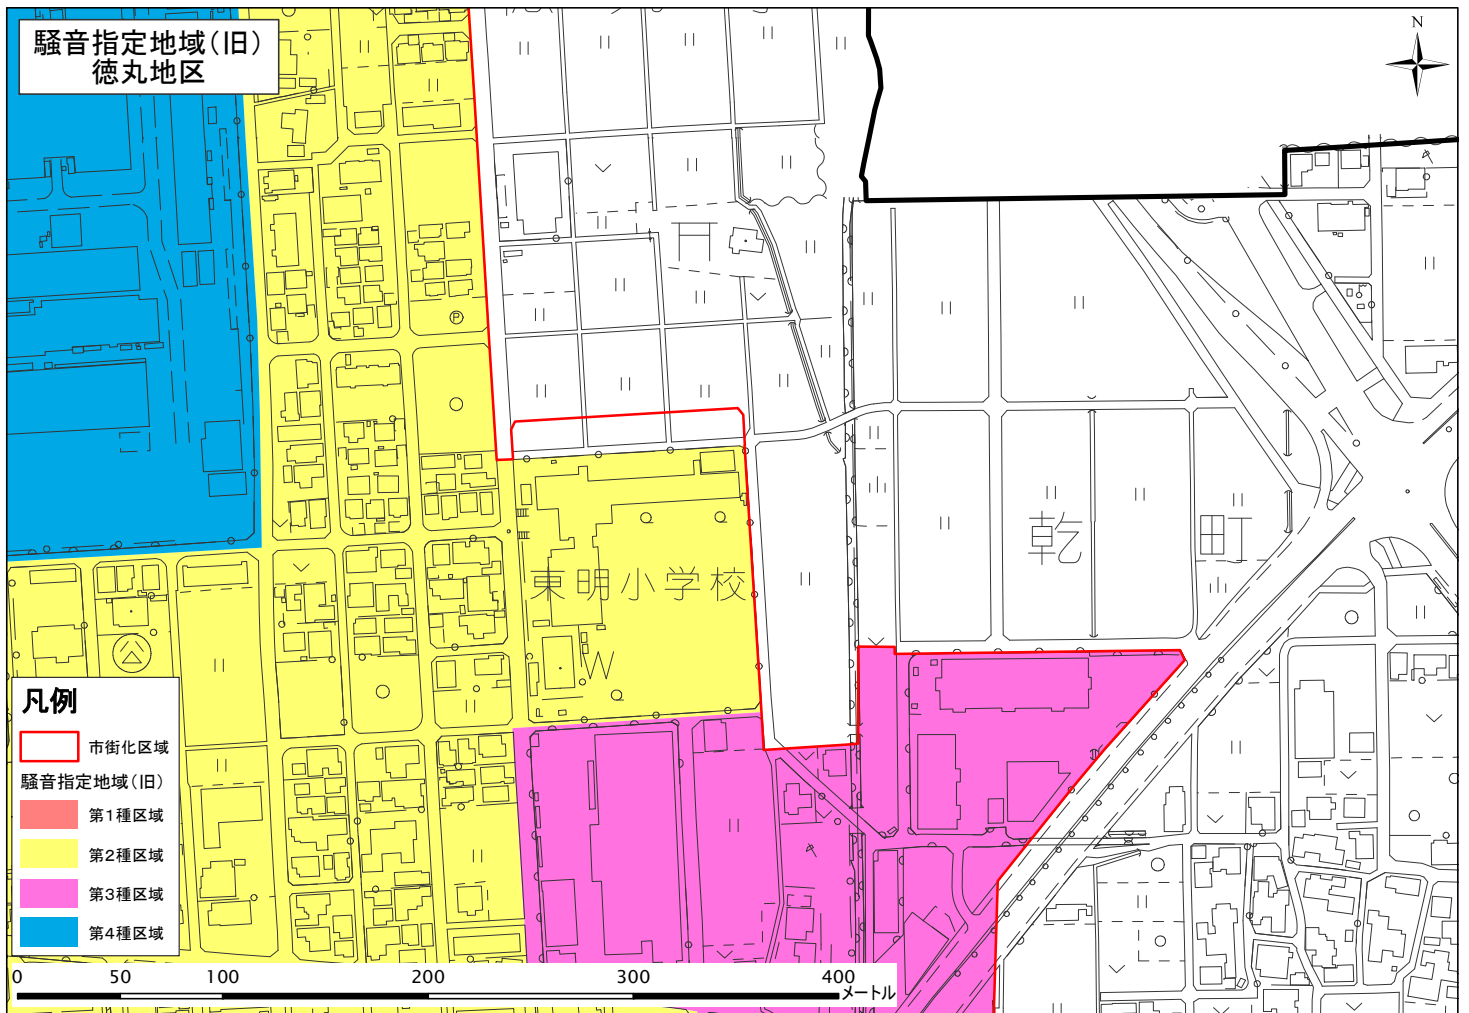 騒音指定地域(旧)
徳丸地区
N
P
乾町
東明小学校
W
凡例
市街化区域
騒音指定地域(旧)
第1種区域
第2種区域
第3種区域
第4種区域
0 50 100 200 300 400 メートル